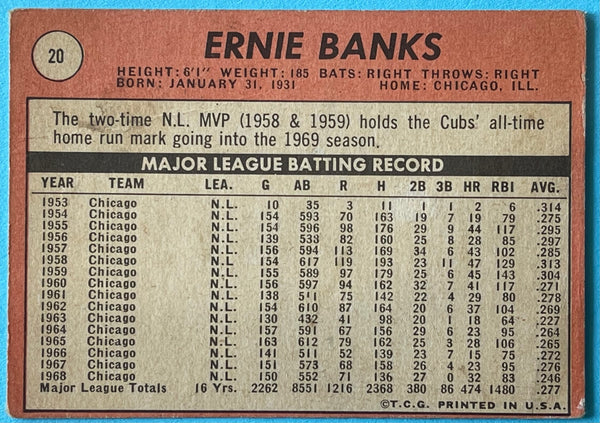 20
ERNIE BANKS
HEIGHT: 6'1" WEIGHT: 185 BATS: RIGHT THROWS: RIGHT
BORN: JANUARY 31, 1931 HOME: CHICAGO, ILL.
The two-time N.L. MVP (1958 & 1959) holds the Cubs' all-time
home run mark going into the 1969 season.
MAJOR LEAGUE BATTING RECORD
YEAR TEAM LEA. G AB R H 2B 3B HR RBI AVG.
1953 Chicago N.L. 10 35 3 11 1 1 2 6 .314
1954 Chicago N.L. 154 593 70 163 19 7 19 79 .275
1955 Chicago N.L. 154 596 98 176 29 9 44 117 .295
1956 Chicago N.L. 139 538 82 160 25 8 28 85 .297
1957 Chicago N.L. 156 594 113 169 34 6 43 102 .285
1958 Chicago N.L. 154 617 119 193 23 11 47 129 .313
1959 Chicago N.L. 155 589 97 179 25 6 45 143 .304
1960 Chicago N.L. 156 597 94 162 32 7 41 117 .271
1961 Chicago N.L. 138 511 75 142 22 4 29 80 .278
1962 Chicago N.L. 154 610 87 164 20 6 37 104 .269
1963 Chicago N.L. 130 432 41 98 20 1 18 64 .227
1964 Chicago N.L. 157 591 67 156 29 6 23 95 .264
1965 Chicago N.L. 163 612 79 162 25 3 28 106 .265
1966 Chicago N.L. 141 511 52 139 23 7 15 75 .272
1967 Chicago N.L. 151 573 68 158 26 4 23 95 .276
1968 Chicago N.L. 150 552 71 136 27 0 32 83 .246
Major League Totals 16 Yrs. 2262 8551 1216 2368 380 86 474 1480 .277
©T.C.G. PRINTED IN U.S.A.